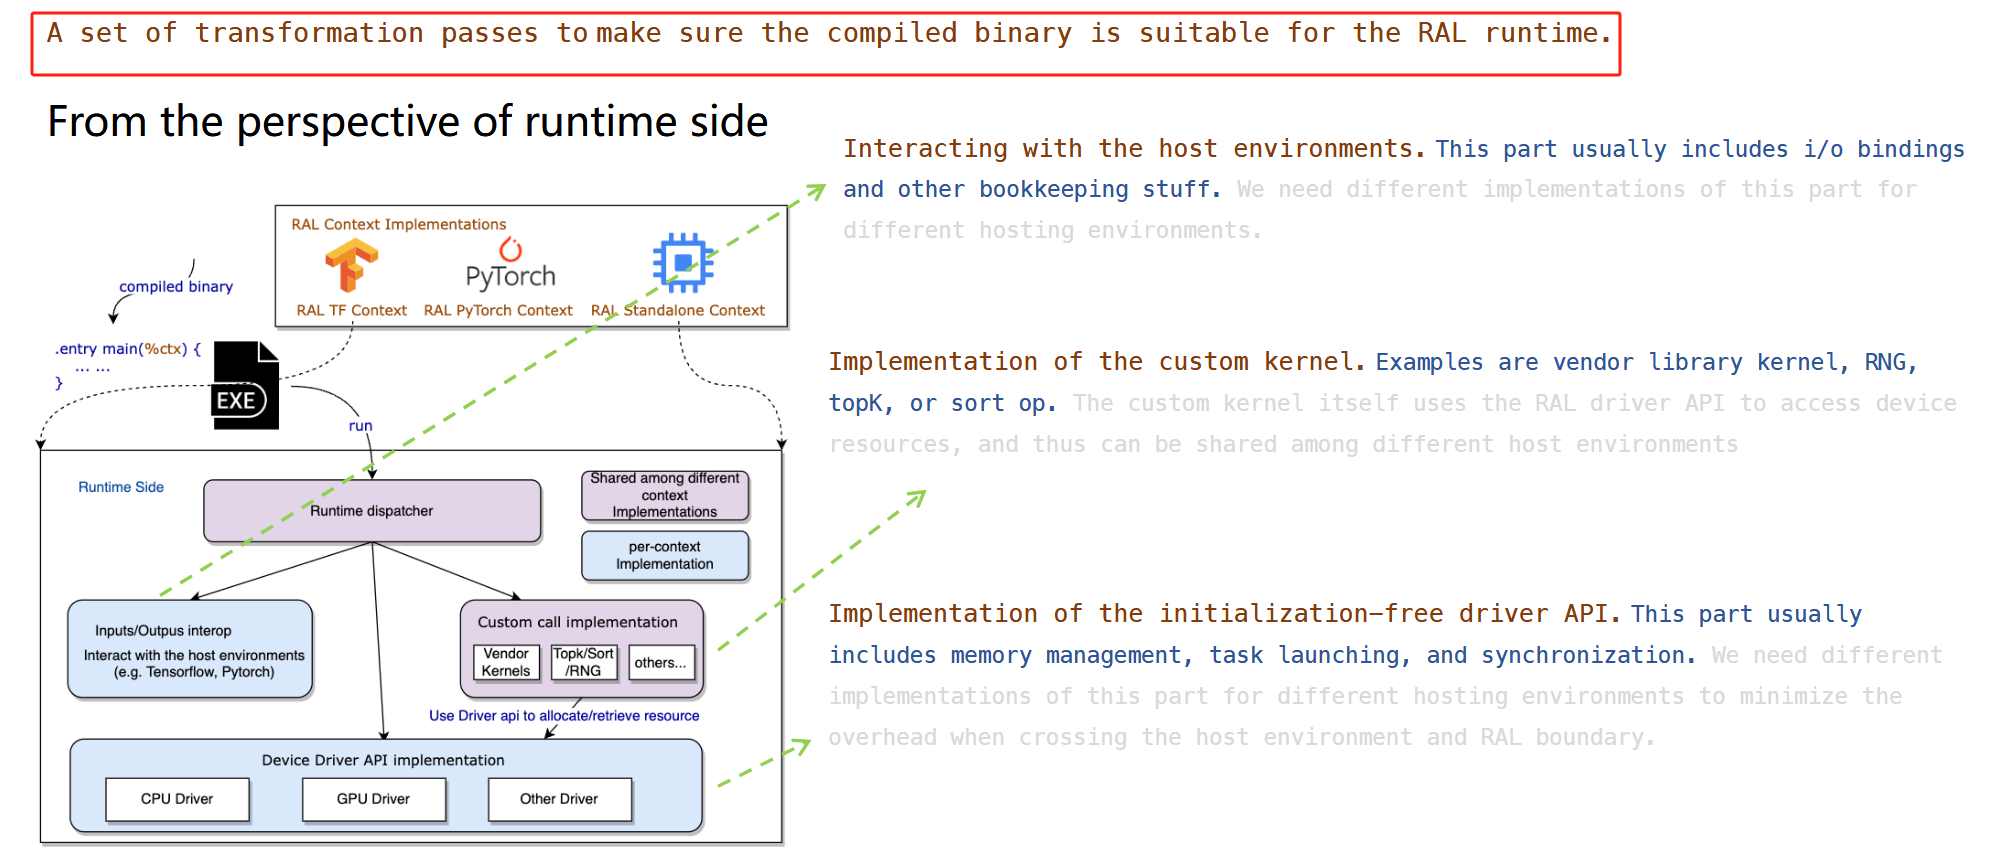 A set of transformation passes to make sure the compiled binary is suitable for the RAL runtime.
From the perspective of runtime side
Interacting with the host environments. This part usually includes i/o bindings
and other bookkeeping stuff. We need different implementations of this part for
different hosting environments.
RAL Context Implementations
PyTorch
RAL TF Context
RAL PyTorch Context
RAL Standalone Context
compiled binary
.entry main(%ctx) {
... ...
}
EXE
run
Implementation of the custom kernel. Examples are vendor library kernel, RNG,
topK, or sort op. The custom kernel itself uses the RAL driver API to access device
resources, and thus can be shared among different host environments
Runtime Side
Runtime dispatcher
Shared among different
context
Implementations
per-context
Implementation
Inputs/Outpus interop
Interact with the host environments
(e.g. Tensorflow, Pytorch)
Custom call implementation
Vendor
Kernels
Topk/Sort
/RNG
others...
Use Driver api to allocate/retrieve resource
Device Driver API implementation
CPU Driver
GPU Driver
Other Driver
Implementation of the initialization-free driver API. This part usually
includes memory management, task launching, and synchronization. We need different
implementations of this part for different hosting environments to minimize the
overhead when crossing the host environment and RAL boundary.